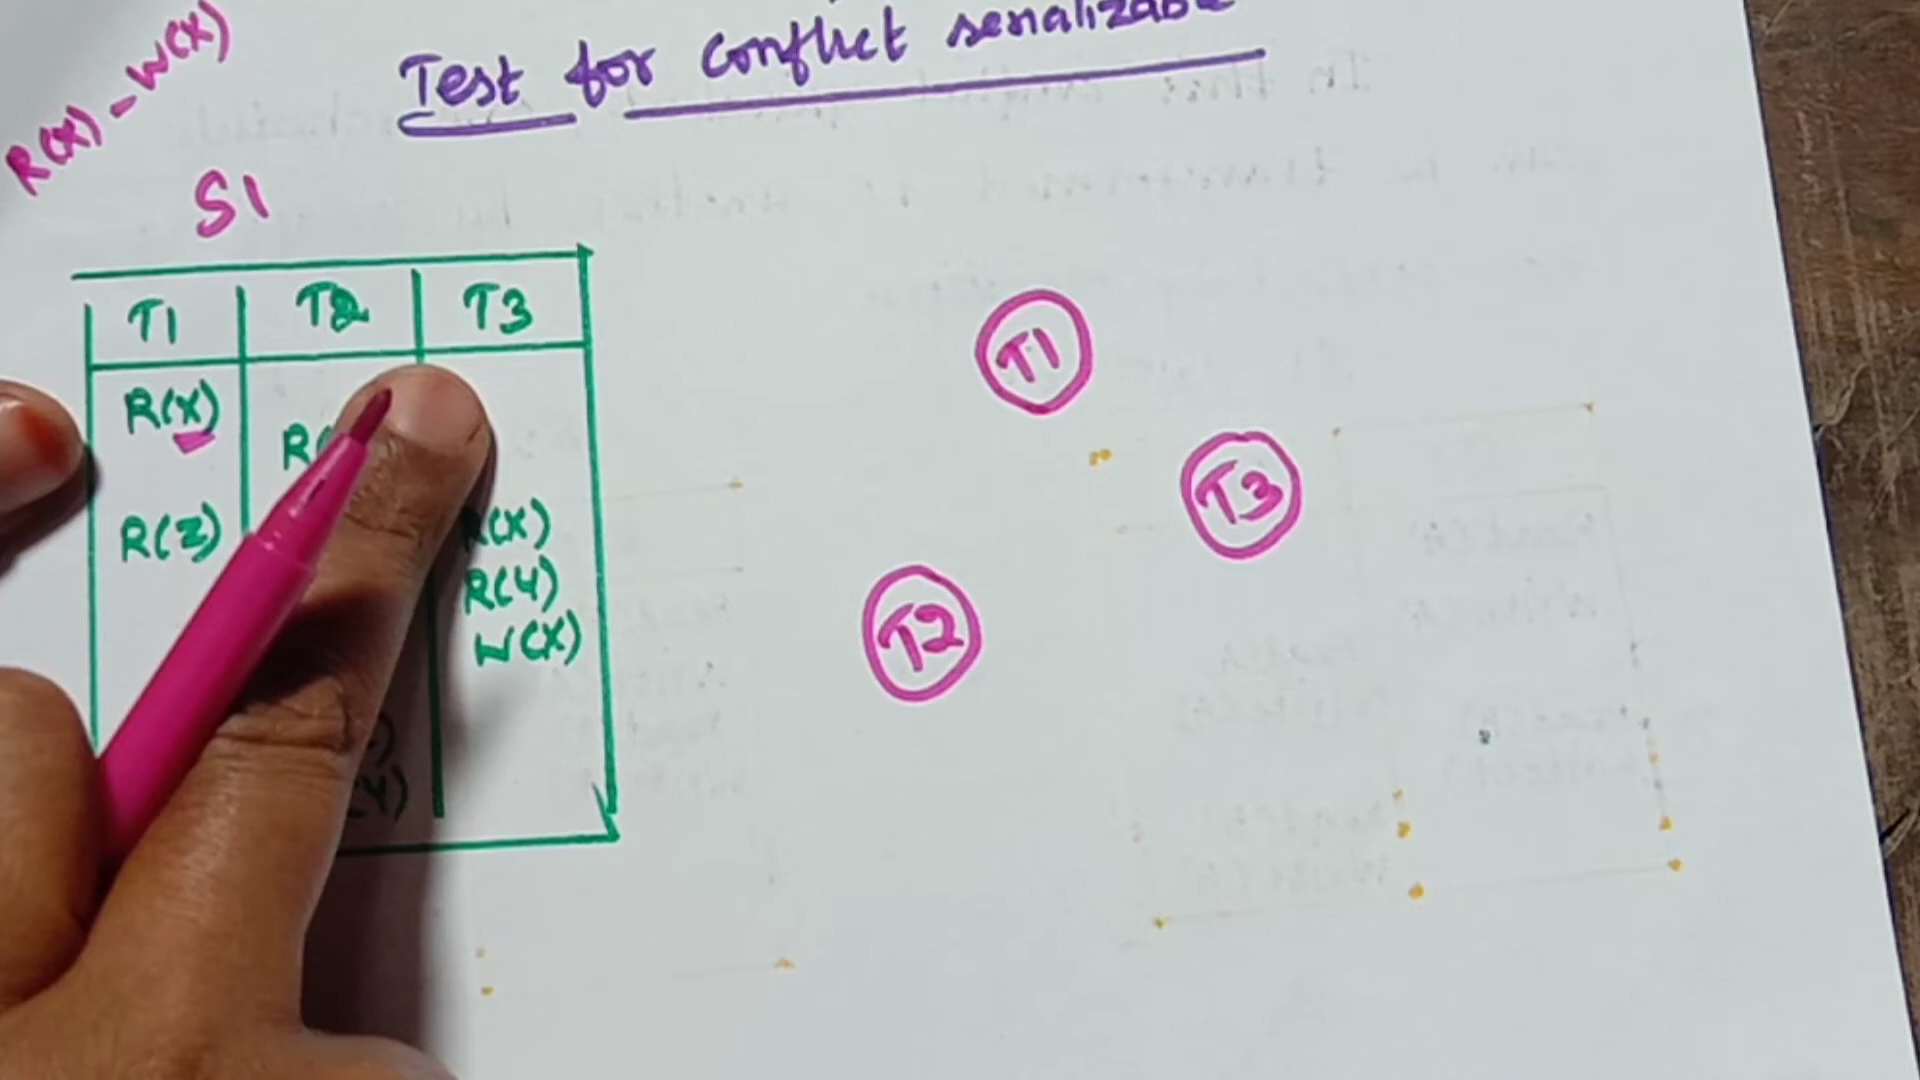 R(X) - W(X)
Test for conflict serializable
S1
T1 T2 T3
R(X)
R(Z) R(X)
R(Y)
W(X)
T1
T3
T2